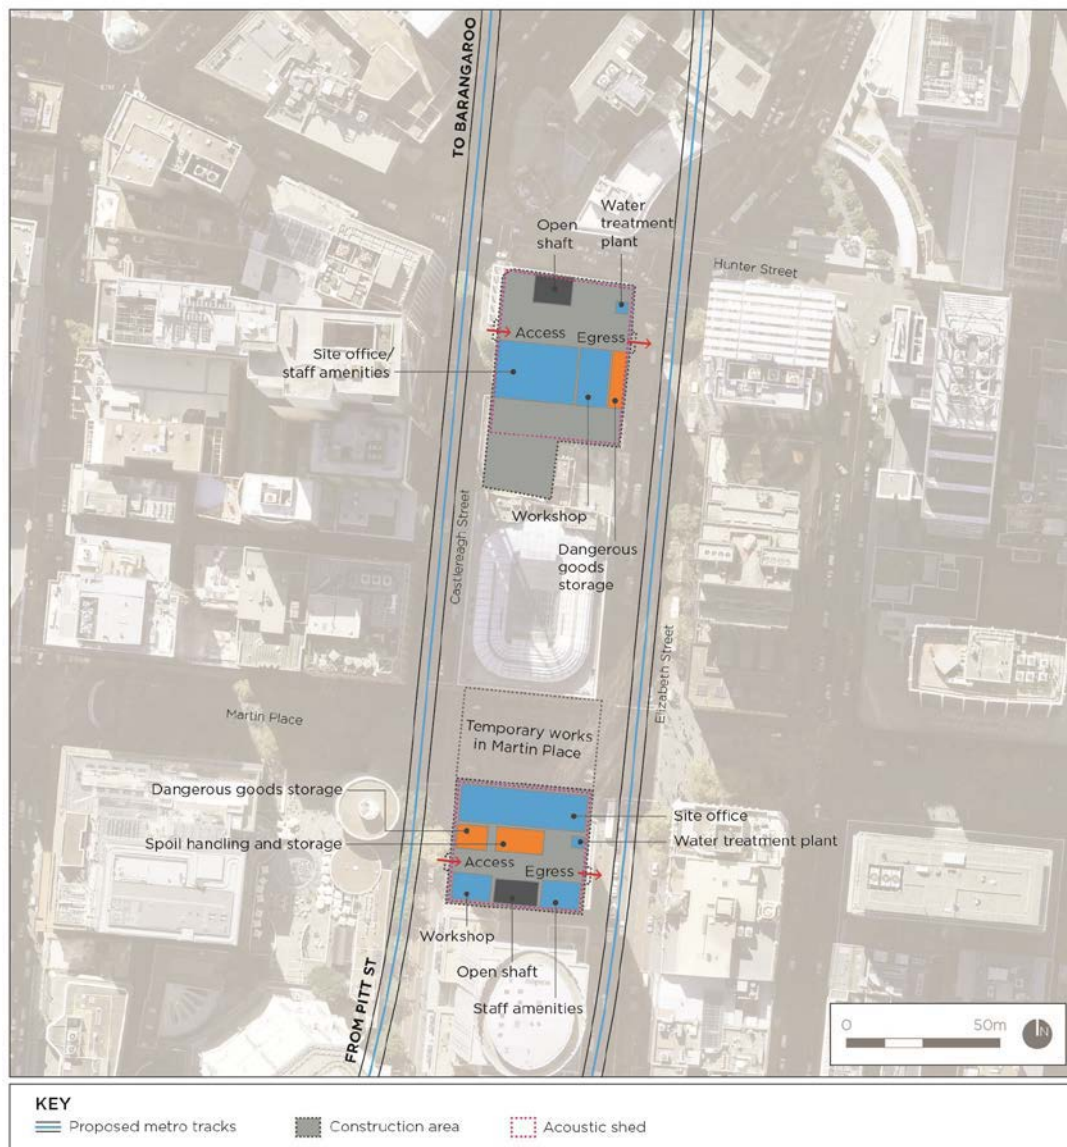 TO BARANGAROO
Water
treatment
plant
Open
shaft
Hunter Street
Access
Egress
Site office/
staff amenities
Workshop
Dangerous
goods
storage
Castlereagh Street
Elizabeth Street
Martin Place
Temporary works
in Martin Place
Dangerous goods storage
Site office
Spoil handling and storage
Water treatment plant
Access
Egress
Workshop
Open shaft
Staff amenities
FROM PITT ST
0
50m
N
KEY
Proposed metro tracks
Construction area
Acoustic shed